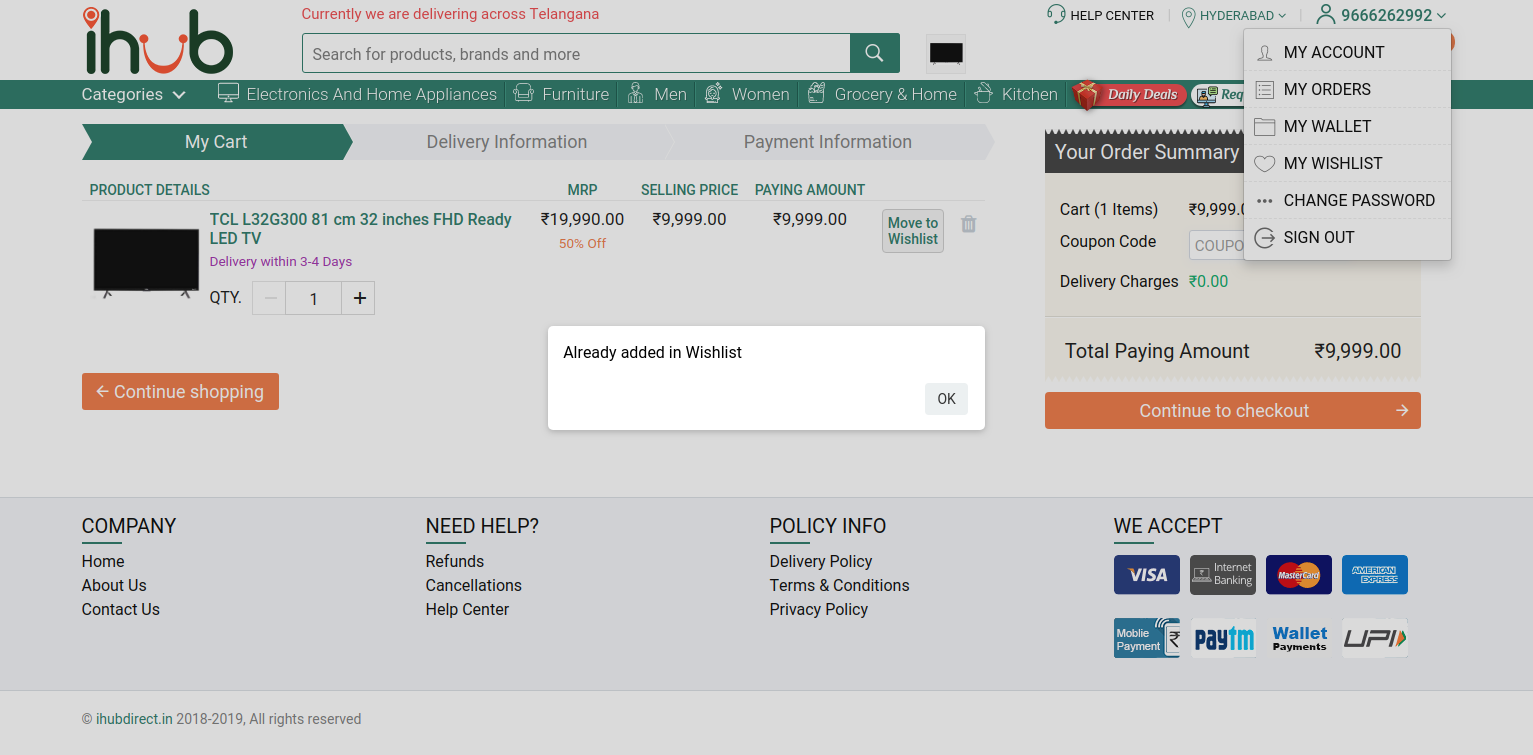 ihub
Currently we are delivering across Telangana
HELP CENTER
HYDERABAD
9666262992
Search for products, brands and more
MY ACCOUNT
MY ORDERS
MY WALLET
MY WISHLIST
CHANGE PASSWORD
SIGN OUT
Categories
Electronics And Home Appliances
Furniture
Men
Women
Grocery & Home
Kitchen
Daily Deals
Req
My Cart
Delivery Information
Payment Information
Your Order Summary
PRODUCT DETAILS
MRP
SELLING PRICE
PAYING AMOUNT
TCL L32G300 81 cm 32 inches FHD Ready
LED TV
Delivery within 3-4 Days
QTY.
1
₹19,990.00
50% Off
₹9,999.00
₹9,999.00
Move to
Wishlist
Cart (1 Items)
₹9,999.0
Coupon Code
COUPO
Delivery Charges
₹0.00
Total Paying Amount
₹9,999.00
Already added in Wishlist
OK
Continue shopping
Continue to checkout
COMPANY
Home
About Us
Contact Us
NEED HELP?
Refunds
Cancellations
Help Center
POLICY INFO
Delivery Policy
Terms & Conditions
Privacy Policy
WE ACCEPT
VISA
Internet
Banking
MasterCard
AMERICAN
EXPRESS
Moblie
Payment
₹
paytm
Wallet
Payments
UPI
© ihubdirect.in 2018-2019, All rights reserved